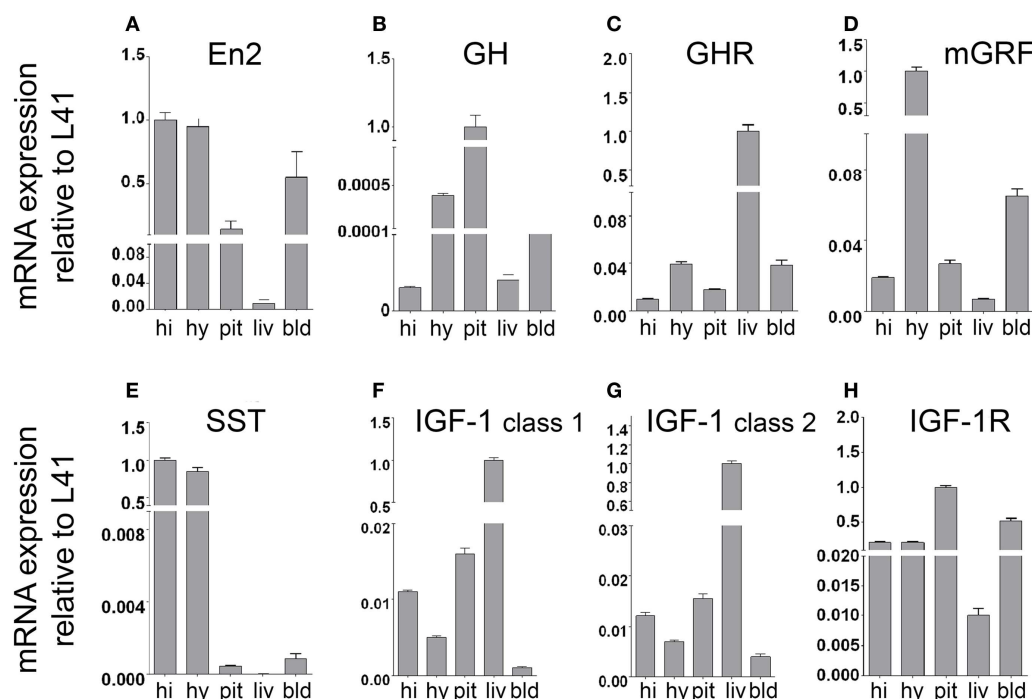 A
En2
mRNA expression
relative to L41
1.5
1.0
0.5
0.08
0.04
0.00
hi hy pit liv bld
B
GH
1.5
1.0
0.0005
0.0001
0
hi hy pit liv bld
C
GHR
2.0
1.5
1.0
0.5
0.08
0.04
0.00
hi hy pit liv bld
D
mGRF
1.5
1.0
0.5
0.08
0.04
0.00
hi hy pit liv bld
E
SST
mRNA expression
relative to L41
1.5
1.0
0.5
0.008
0.004
0.000
hi hy pit liv bld
F
IGF-1 class 1
1.5
1.0
0.5
0.02
0.01
0.00
hi hy pit liv bld
G
IGF-1 class 2
1.4
1.2
1.0
0.8
0.6
0.5
0.03
0.02
0.01
0.00
hi hy pit liv bld
H
IGF-1R
2.0
1.5
1.0
0.5
0.020
0.015
0.010
0.005
0.000
hi hy pit liv bld